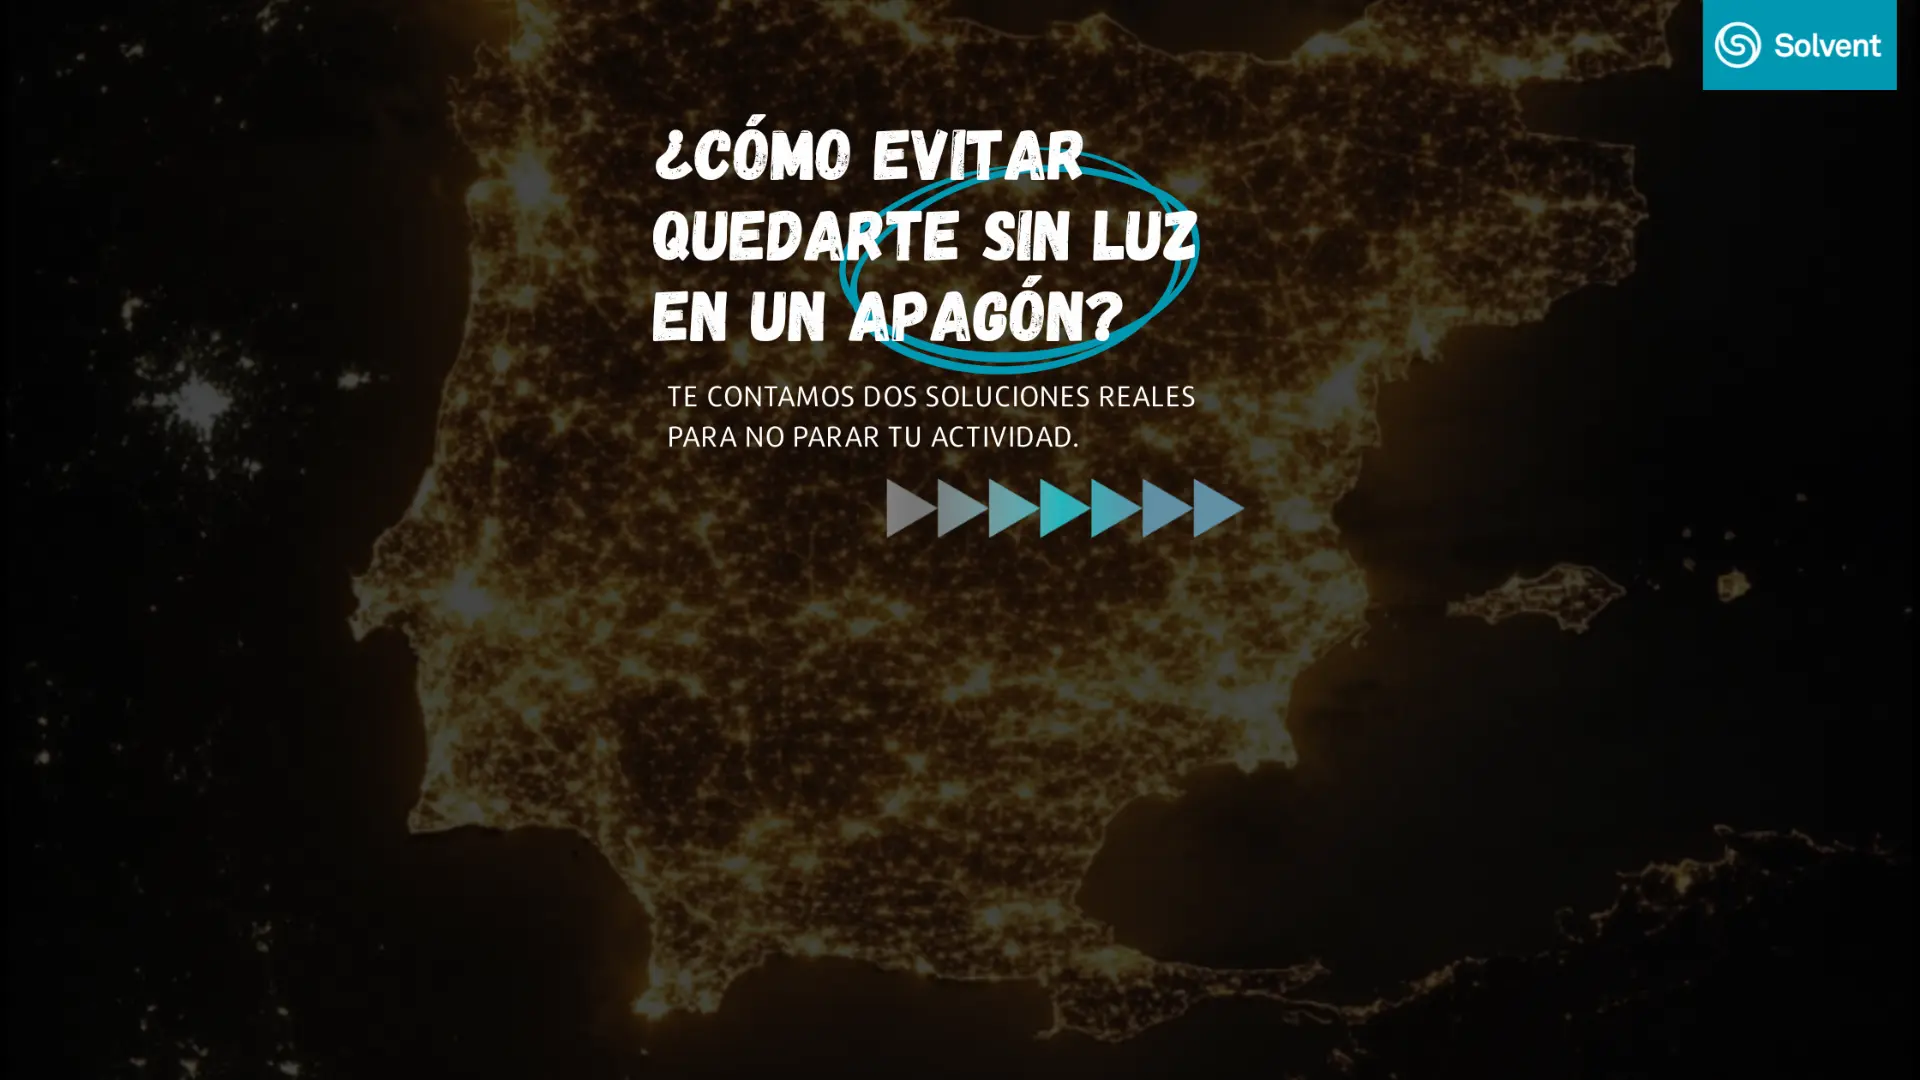 Solvent
¿CÓMO EVITAR
QUEDARTE SIN LUZ
EN UN APAGÓN?
TE CONTAMOS DOS SOLUCIONES REALES
PARA NO PARAR TU ACTIVIDAD.